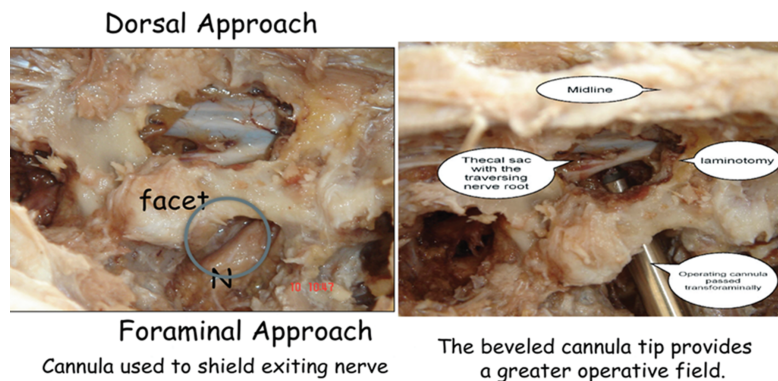 Dorsal Approach
facet
N
Foraminal Approach
Cannula used to shield exiting nerve
Midline
Thecal sac
with the
traversing
nerve root
laminotomy
Operating cannula
passed
transforaminally
The beveled cannula tip provides
a greater operative field.